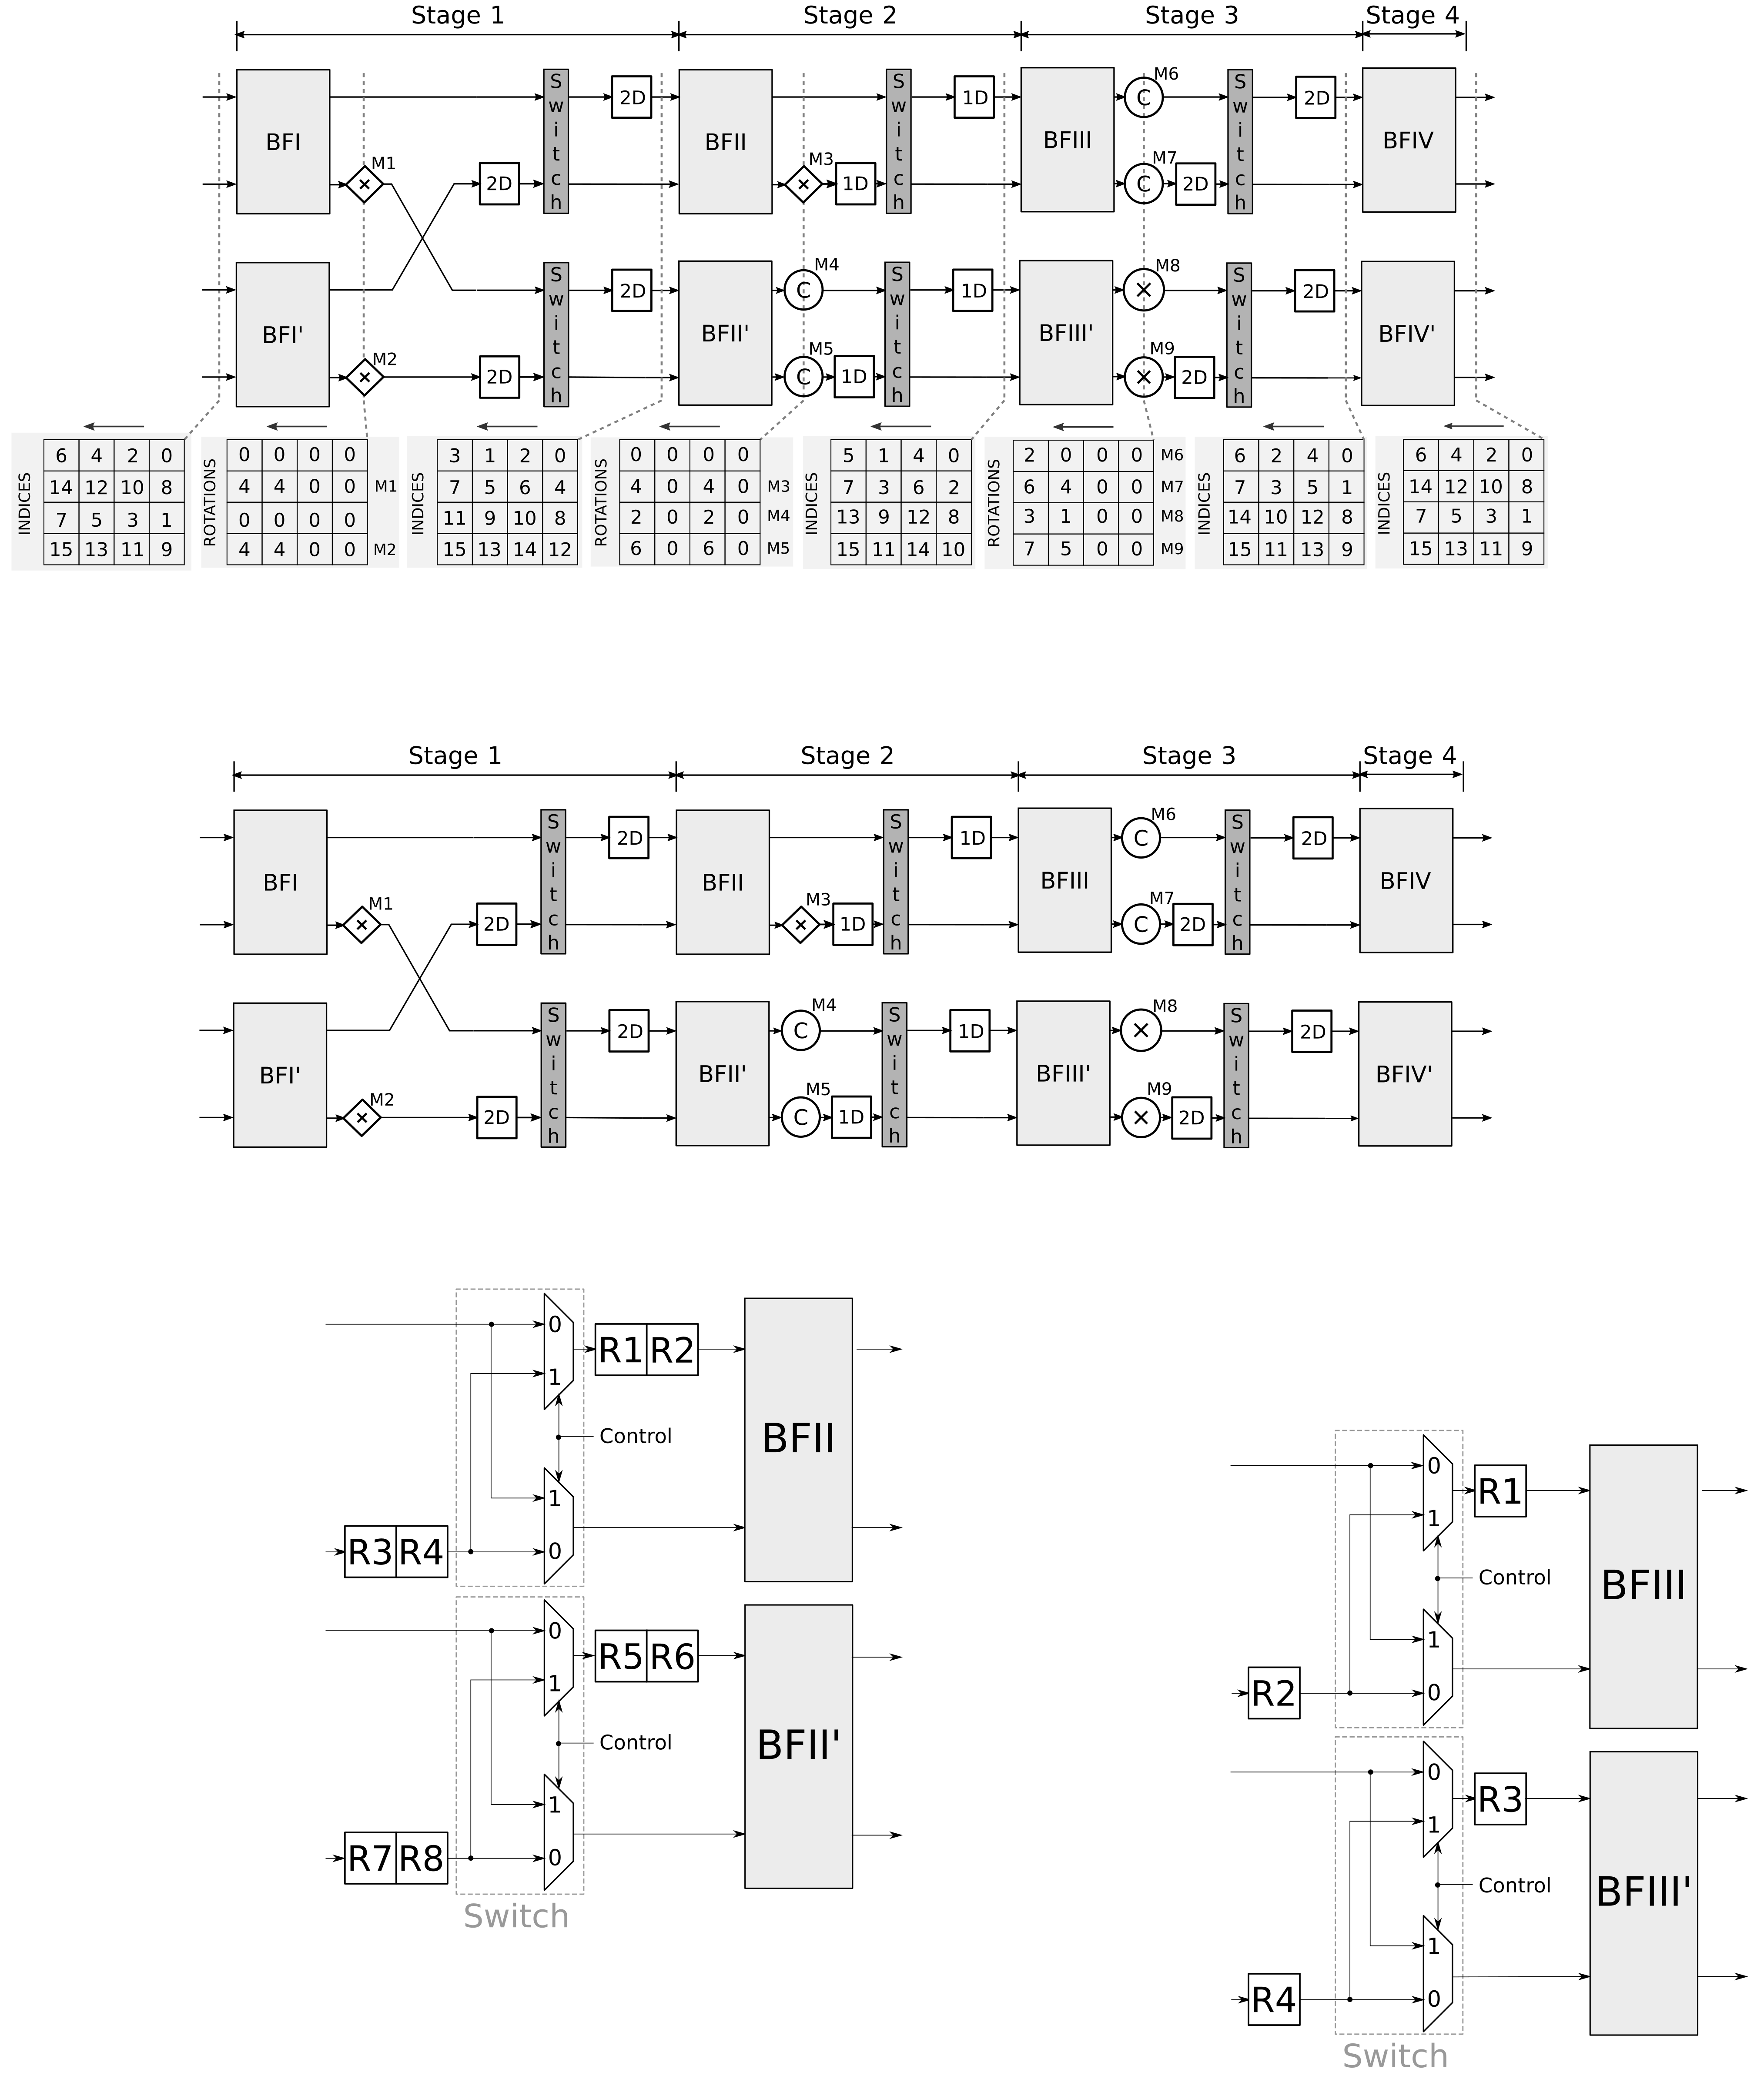 Stage 1 Stage 2 Stage 3 Stage 4
BFI
M1
2D
Switch
2D
BFII
M3
1D
Switch
1D
BFIII
M6
C
M7
C
2D
Switch
2D
BFIV
BFI'
M2
2D
Switch
2D
BFII'
M4
C
M5
C
1D
Switch
1D
BFIII'
M8
M9
2D
Switch
2D
BFIV'
INDICES
6 4 2 0
14 12 10 8
7 5 3 1
15 13 11 9
ROTATIONS
0 0 0 0
4 4 0 0 M1
0 0 0 0
4 4 0 0 M2
INDICES
3 1 2 0
7 5 6 4
11 9 10 8
15 13 14 12
ROTATIONS
0 0 0 0
4 0 4 0 M3
2 0 2 0 M4
6 0 6 0 M5
INDICES
5 1 4 0
7 3 6 2
13 9 12 8
15 11 14 10
ROTATIONS
2 0 0 0 M6
6 4 0 0 M7
3 1 0 0 M8
7 5 0 0 M9
INDICES
6 2 4 0
7 3 5 1
14 10 12 8
15 11 13 9
INDICES
6 4 2 0
14 12 10 8
7 5 3 1
15 13 11 9
Stage 1 Stage 2 Stage 3 Stage 4
BFI
M1
2D
Switch
2D
BFII
M3
1D
Switch
1D
BFIII
M6
C
M7
C
2D
Switch
2D
BFIV
BFI'
M2
2D
Switch
2D
BFII'
M4
C
M5
C
1D
Switch
1D
BFIII'
M8
M9
2D
Switch
2D
BFIV'
0
1
R1 R2
BFII
Control
1
0
R3 R4
0
1
R5 R6
BFII'
Control
1
0
R7 R8
Switch
0
1
R1
BFIII
Control
1
0
R2
0
1
R3
BFIII'
Control
1
0
R4
Switch